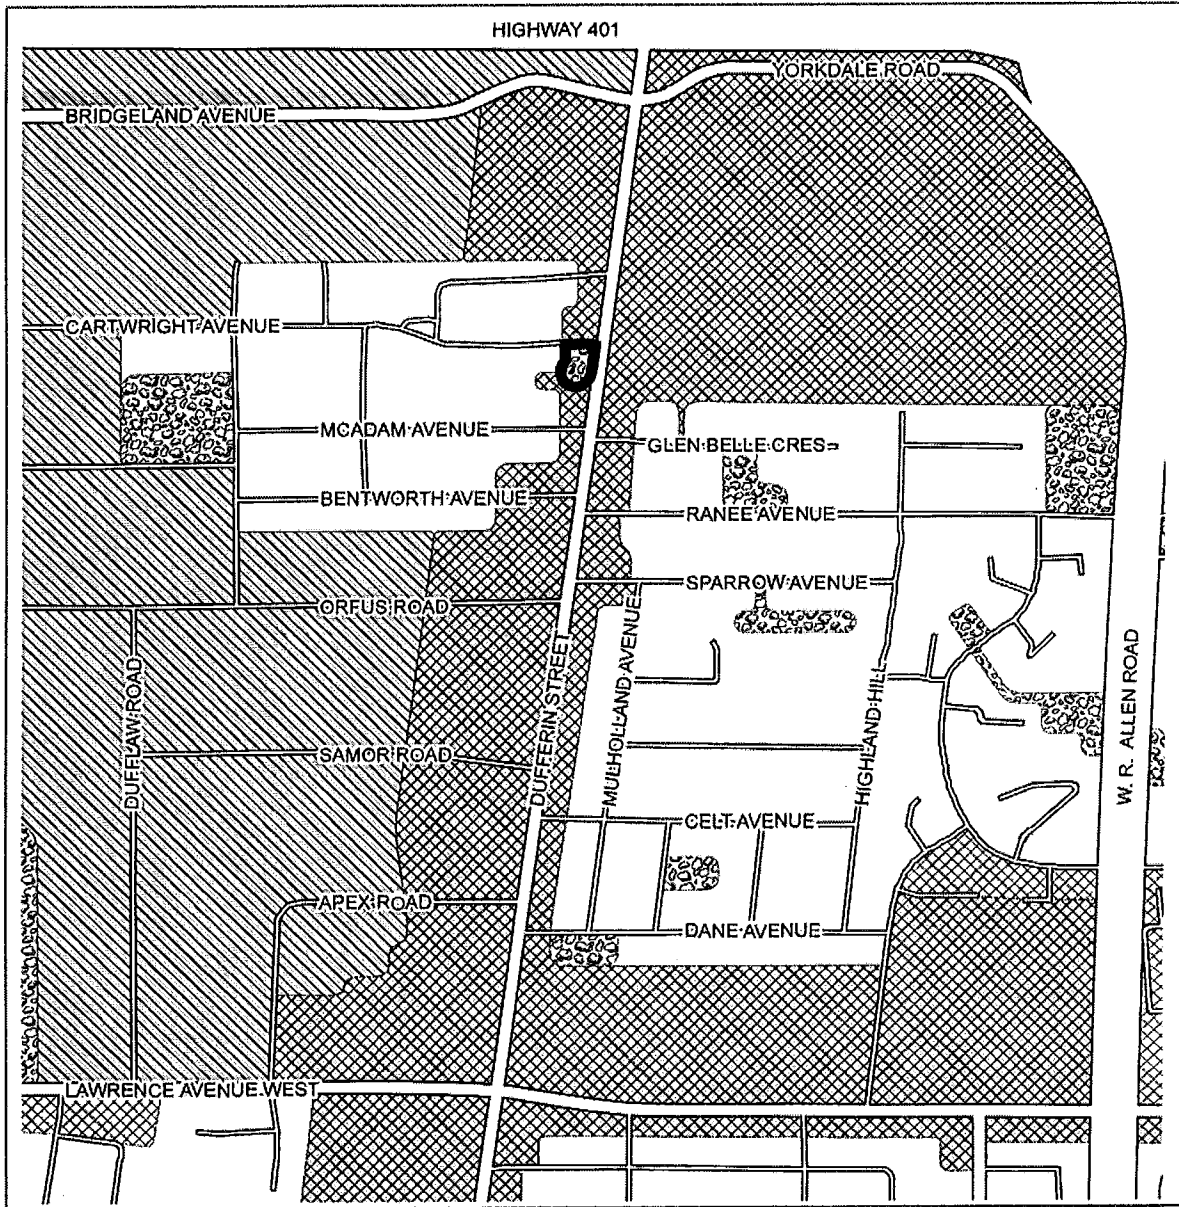 HIGHWAY 401
YORKDALE ROAD
BRIDGELAND AVENUE
CARTWRIGHT AVENUE
MCADAM AVENUE
GLEN BELLE CRES
BENTWORTH AVENUE
RANEE AVENUE
SPARROW AVENUE
ORFUS ROAD
DUFFERIN STREET
MULHOLLAND AVENUE
HIGHLAND HILL
W. R. ALLEN ROAD
DUFFLAW ROAD
SAMOR ROAD
CELT AVENUE
APEX ROAD
DANE AVENUE
LAWRENCE AVENUE WEST